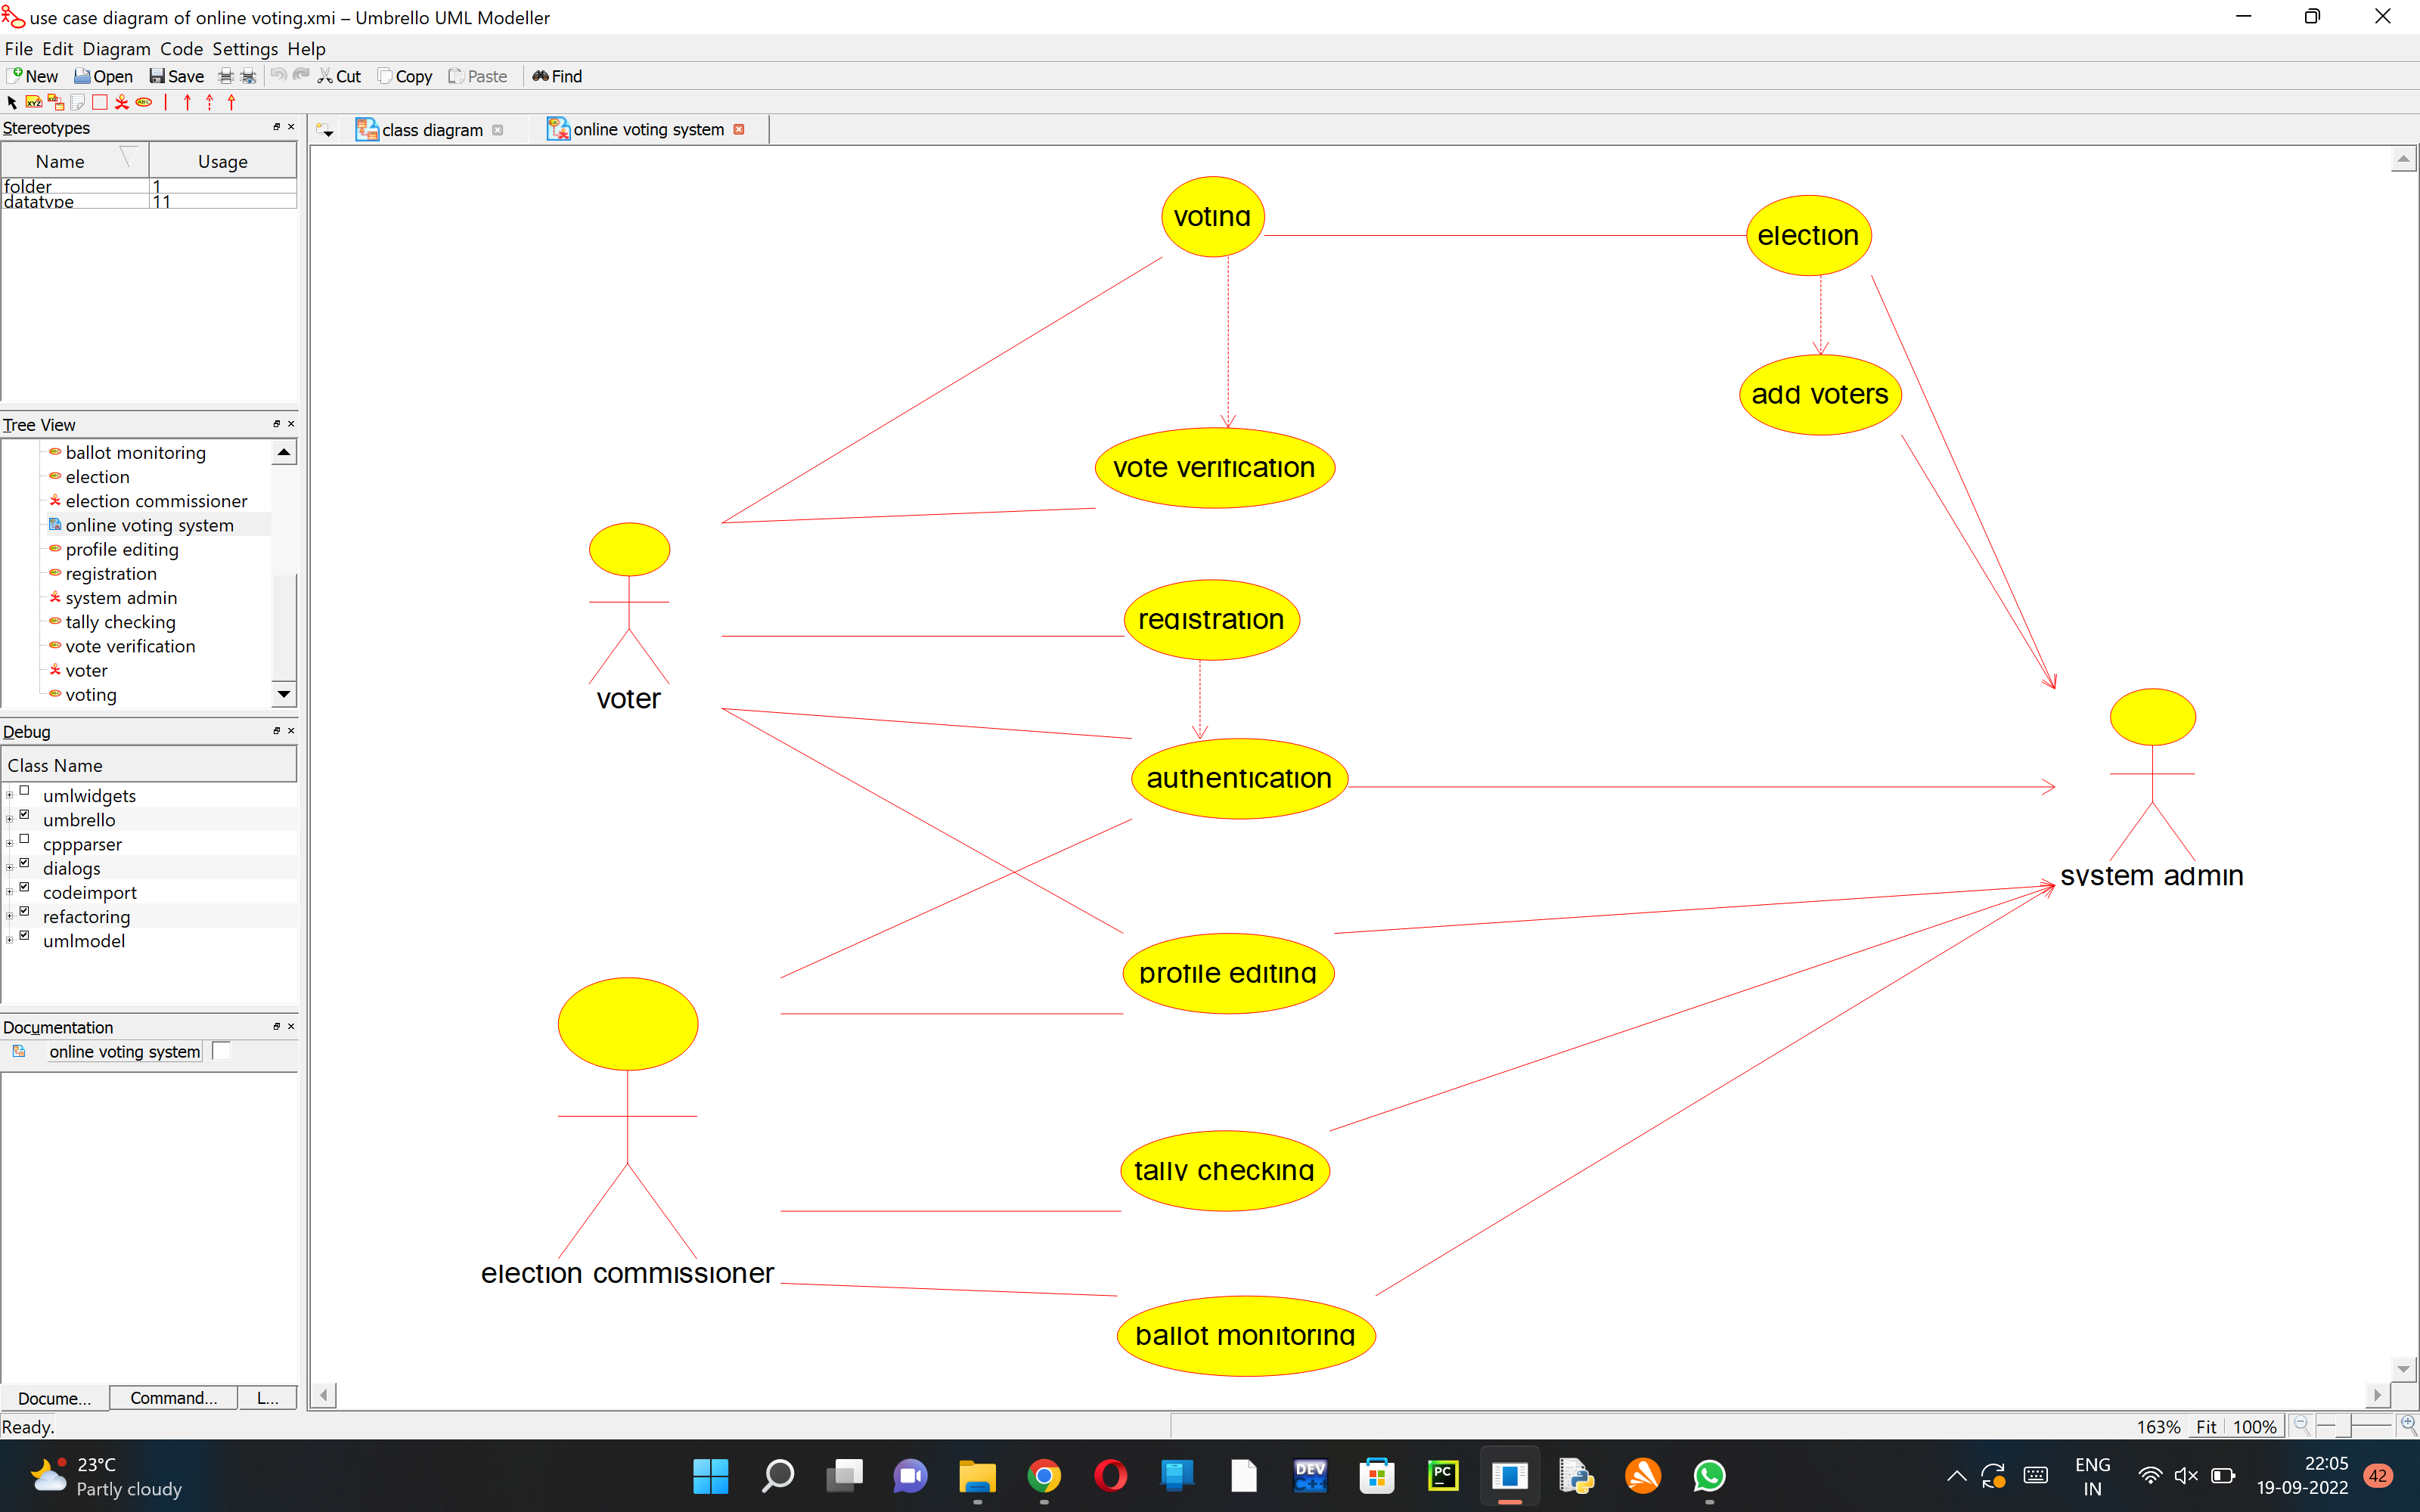 use case diagram of online voting.xmi – Umbrello UML Modeller
File Edit Diagram Code Settings Help
New Open Save Cut Copy Paste Find
Stereotypes
class diagram
online voting system
Name Usage
folder 1
datatype 11
Tree View
ballot monitoring
election
election commissioner
online voting system
profile editing
registration
system admin
tally checking
vote verification
voter
voting
Debug
Class Name
umlwidgets
umbrello
cppparser
dialogs
codeimport
refactoring
umlmodel
Documentation
online voting system
Docume... Command... L...
voting
election
add voters
vote verification
registration
voter
authentication
system admin
profile editing
tally checking
election commissioner
ballot monitoring
Ready.
163% Fit 100%
23°C
Partly cloudy
DEV
C++
PC
ENG
IN
22:05
19-09-2022
42